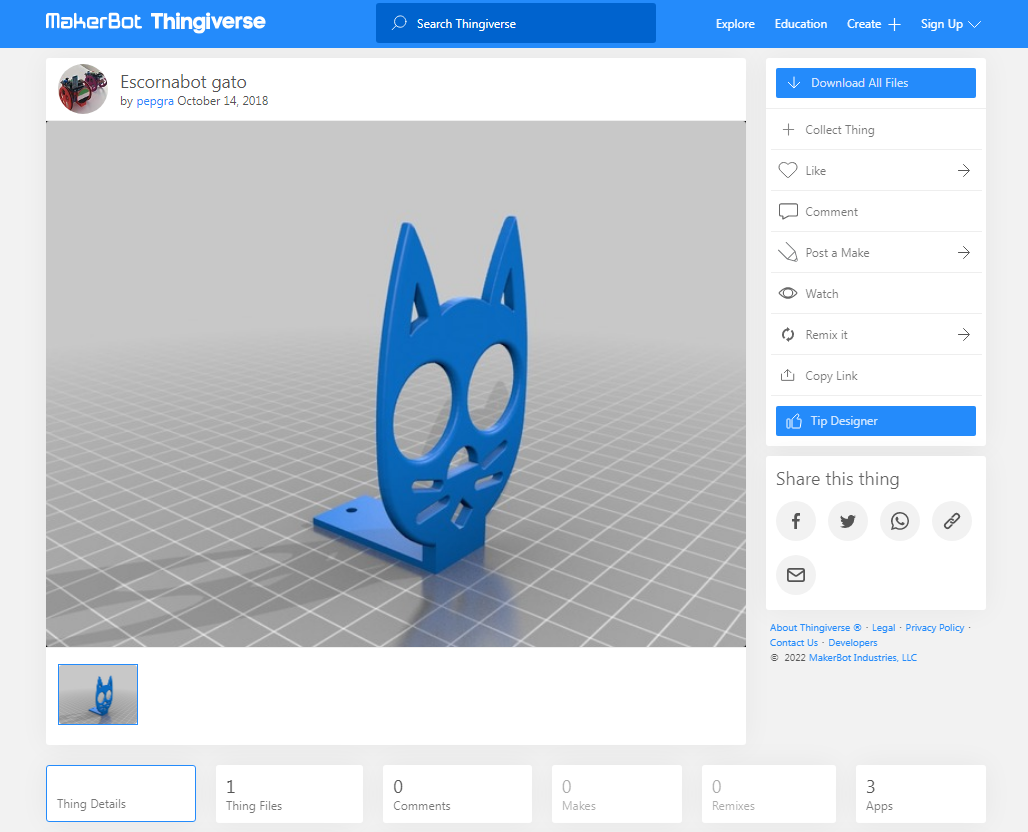 MakerBot Thingiverse
Search Thingiverse
Explore
Education
Create
Sign Up
Escornabot gato
by pepgra October 14, 2018
Download All Files
Collect Thing
Like
Comment
Post a Make
Watch
Remix it
Copy Link
Tip Designer
Share this thing
About Thingiverse ® · Legal · Privacy Policy ·
Contact Us · Developers
© 2022 MakerBot Industries, LLC
Thing Details
1
Thing Files
0
Comments
0
Makes
0
Remixes
3
Apps